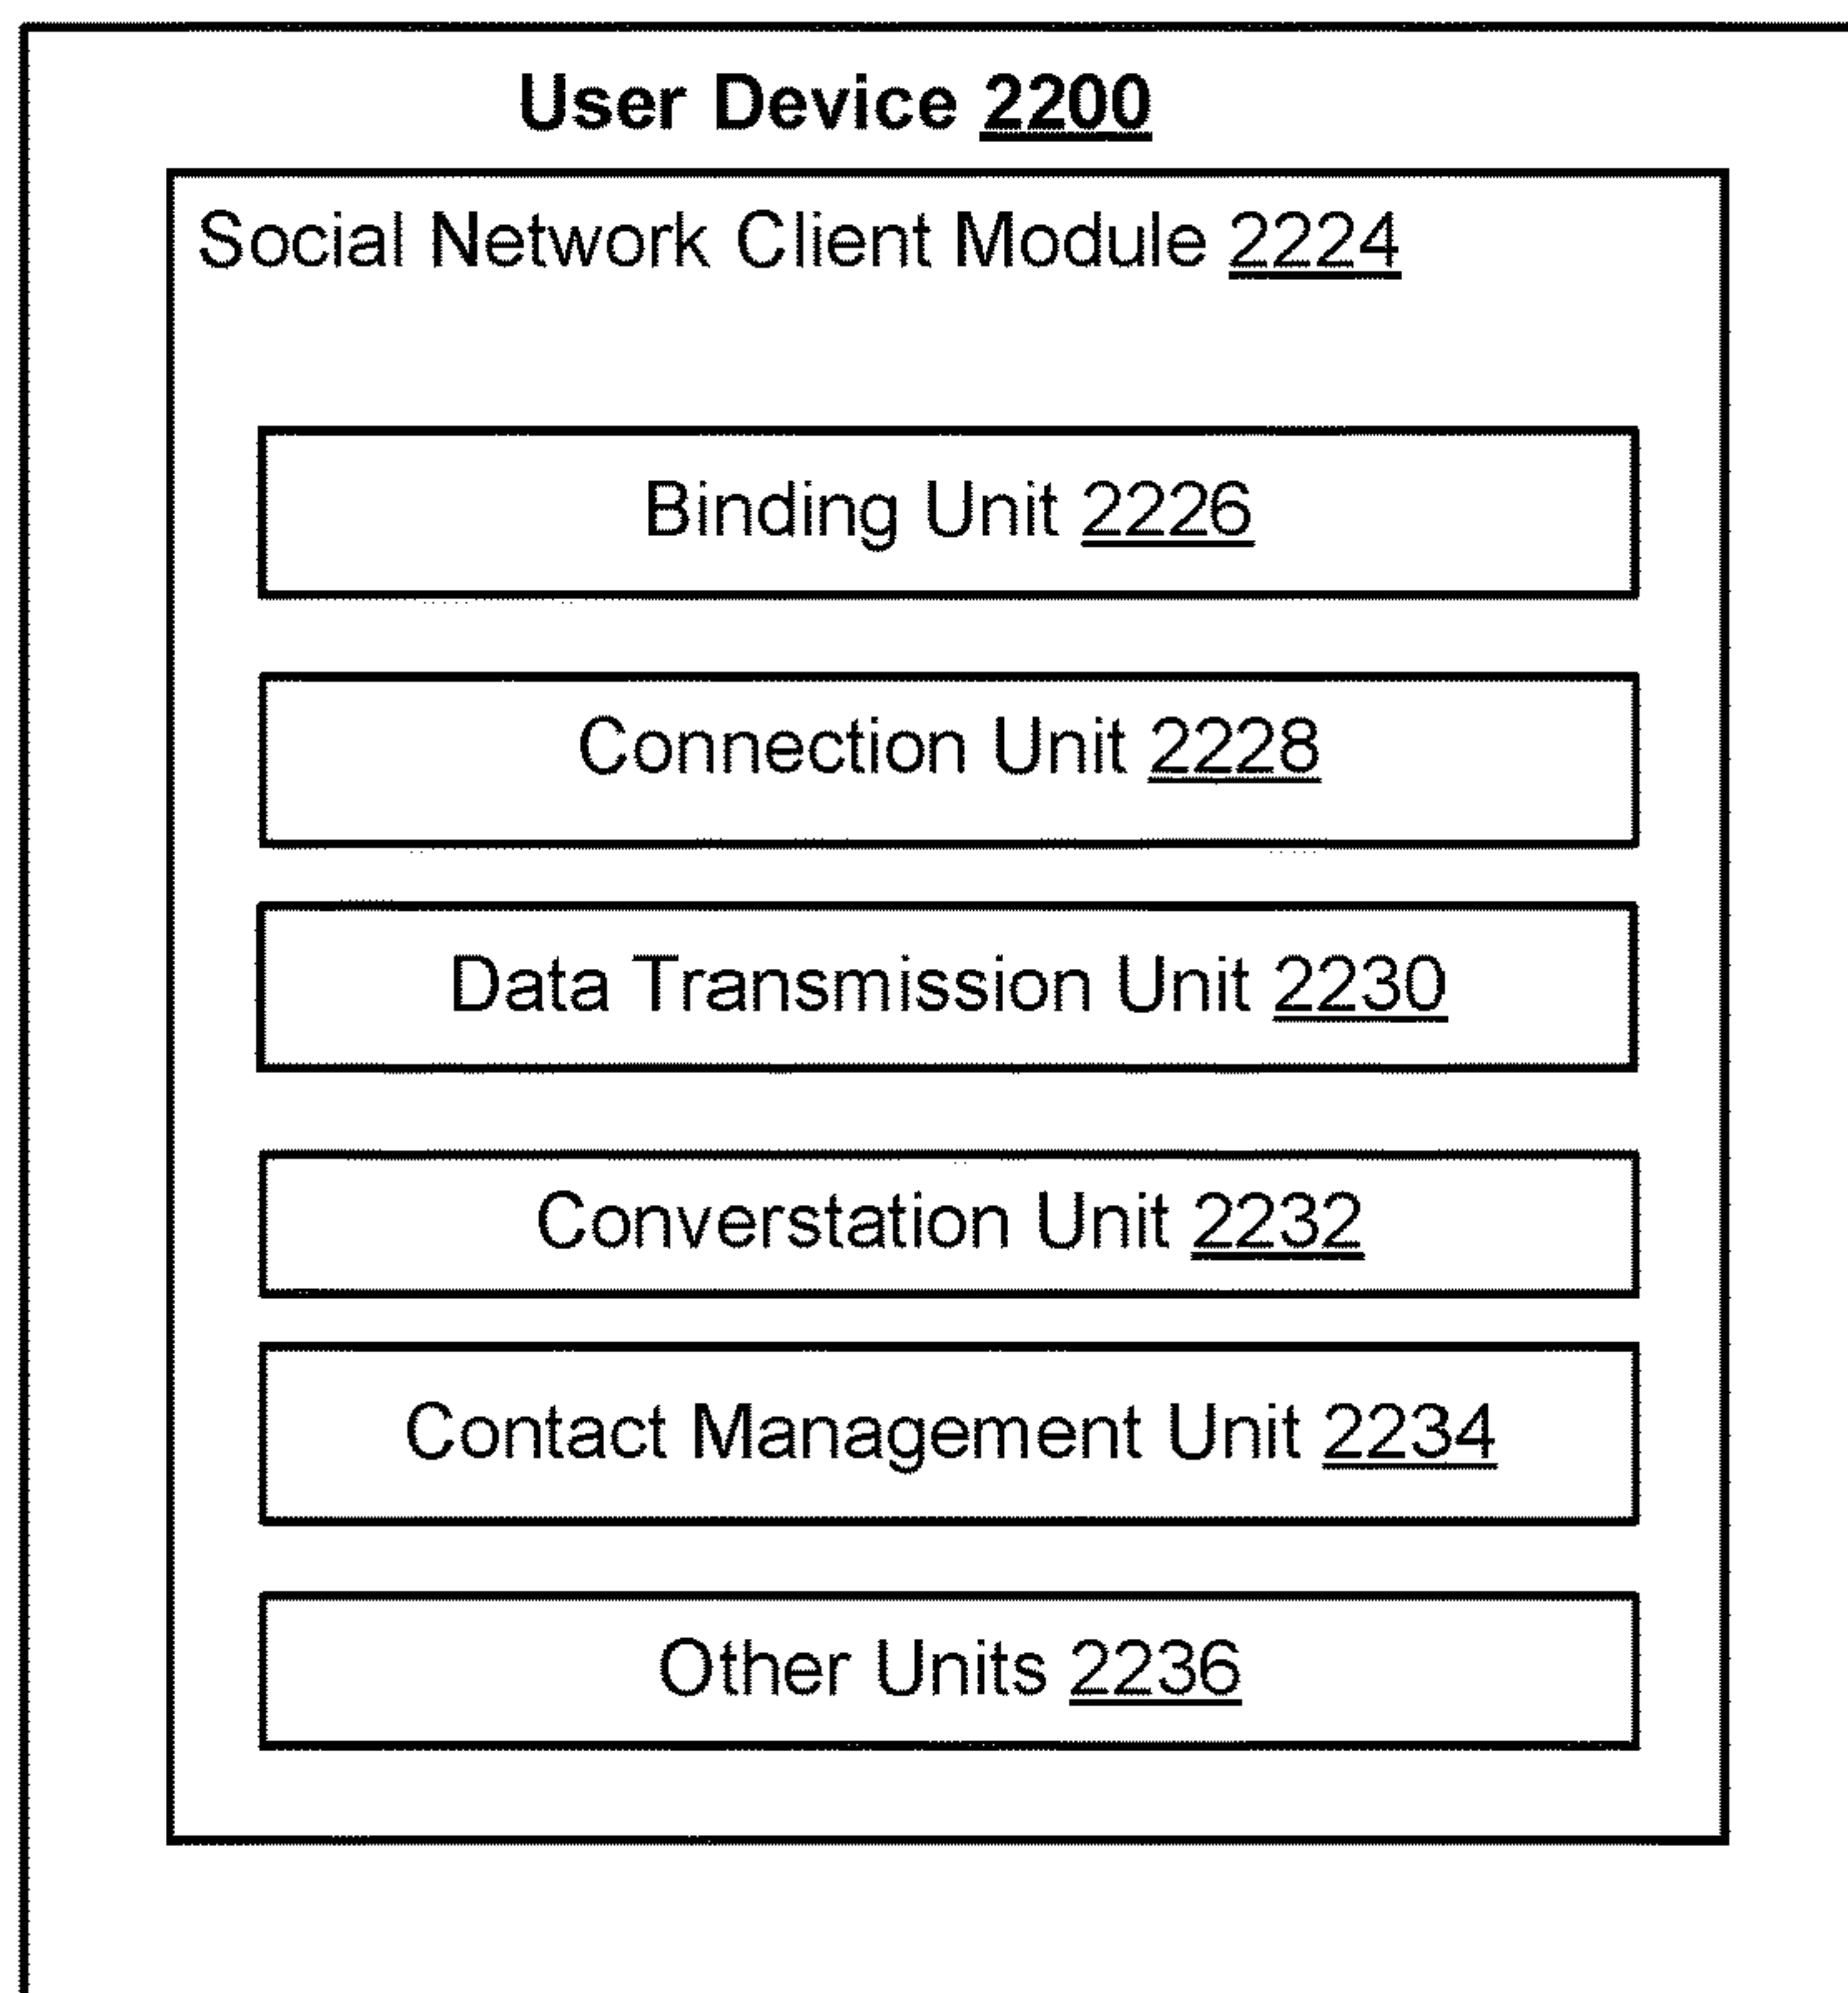 User Device 2200
Social Network Client Module 2224
Binding Unit 2226
Connection Unit 2228
Data Transmission Unit 2230
Converstation Unit 2232
Contact Management Unit 2234
Other Units 2236